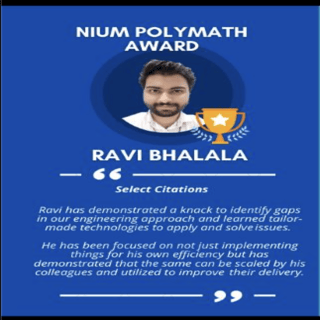 NIUM POLYMATH
AWARD
RAVI BHALALA
Select Citations
Ravi has demonstrated a knack to identify gaps
in our engineering approach and learned tailor-
made technologies to apply and solve issues.
He has been focused on not just implementing
things for his own efficiency but has
demonstrated that the same can be scaled by his
colleagues and utilized to improve their delivery.